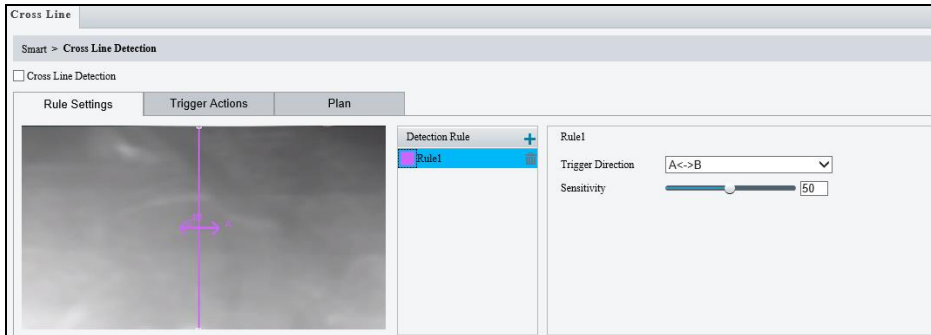 Cross Line
Smart > Cross Line Detection
Cross Line Detection
Rule Settings Trigger Actions Plan
Detection Rule +
Rule1
Rule1
Trigger Direction A<->B
Sensitivity 50